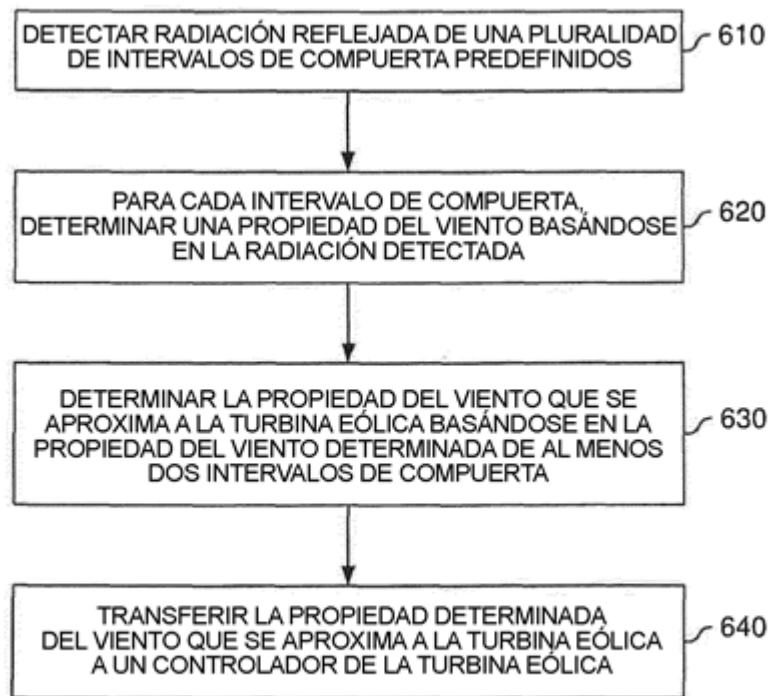 DETECTAR RADIACIÓN REFLEJADA DE UNA PLURALIDAD
DE INTERVALOS DE COMPUERTA PREDEFINIDOS
610
PARA CADA INTERVALO DE COMPUERTA,
DETERMINAR UNA PROPIEDAD DEL VIENTO BASÁNDOSE
EN LA RADIACIÓN DETECTADA
620
DETERMINAR LA PROPIEDAD DEL VIENTO QUE SE
APROXIMA A LA TURBINA EÓLICA BASÁNDOSE EN LA
PROPIEDAD DEL VIENTO DETERMINADA DE AL MENOS
DOS INTERVALOS DE COMPUERTA
630
TRANSFERIR LA PROPIEDAD DETERMINADA
DEL VIENTO QUE SE APROXIMA A LA TURBINA EÓLICA
A UN CONTROLADOR DE LA TURBINA EÓLICA
640